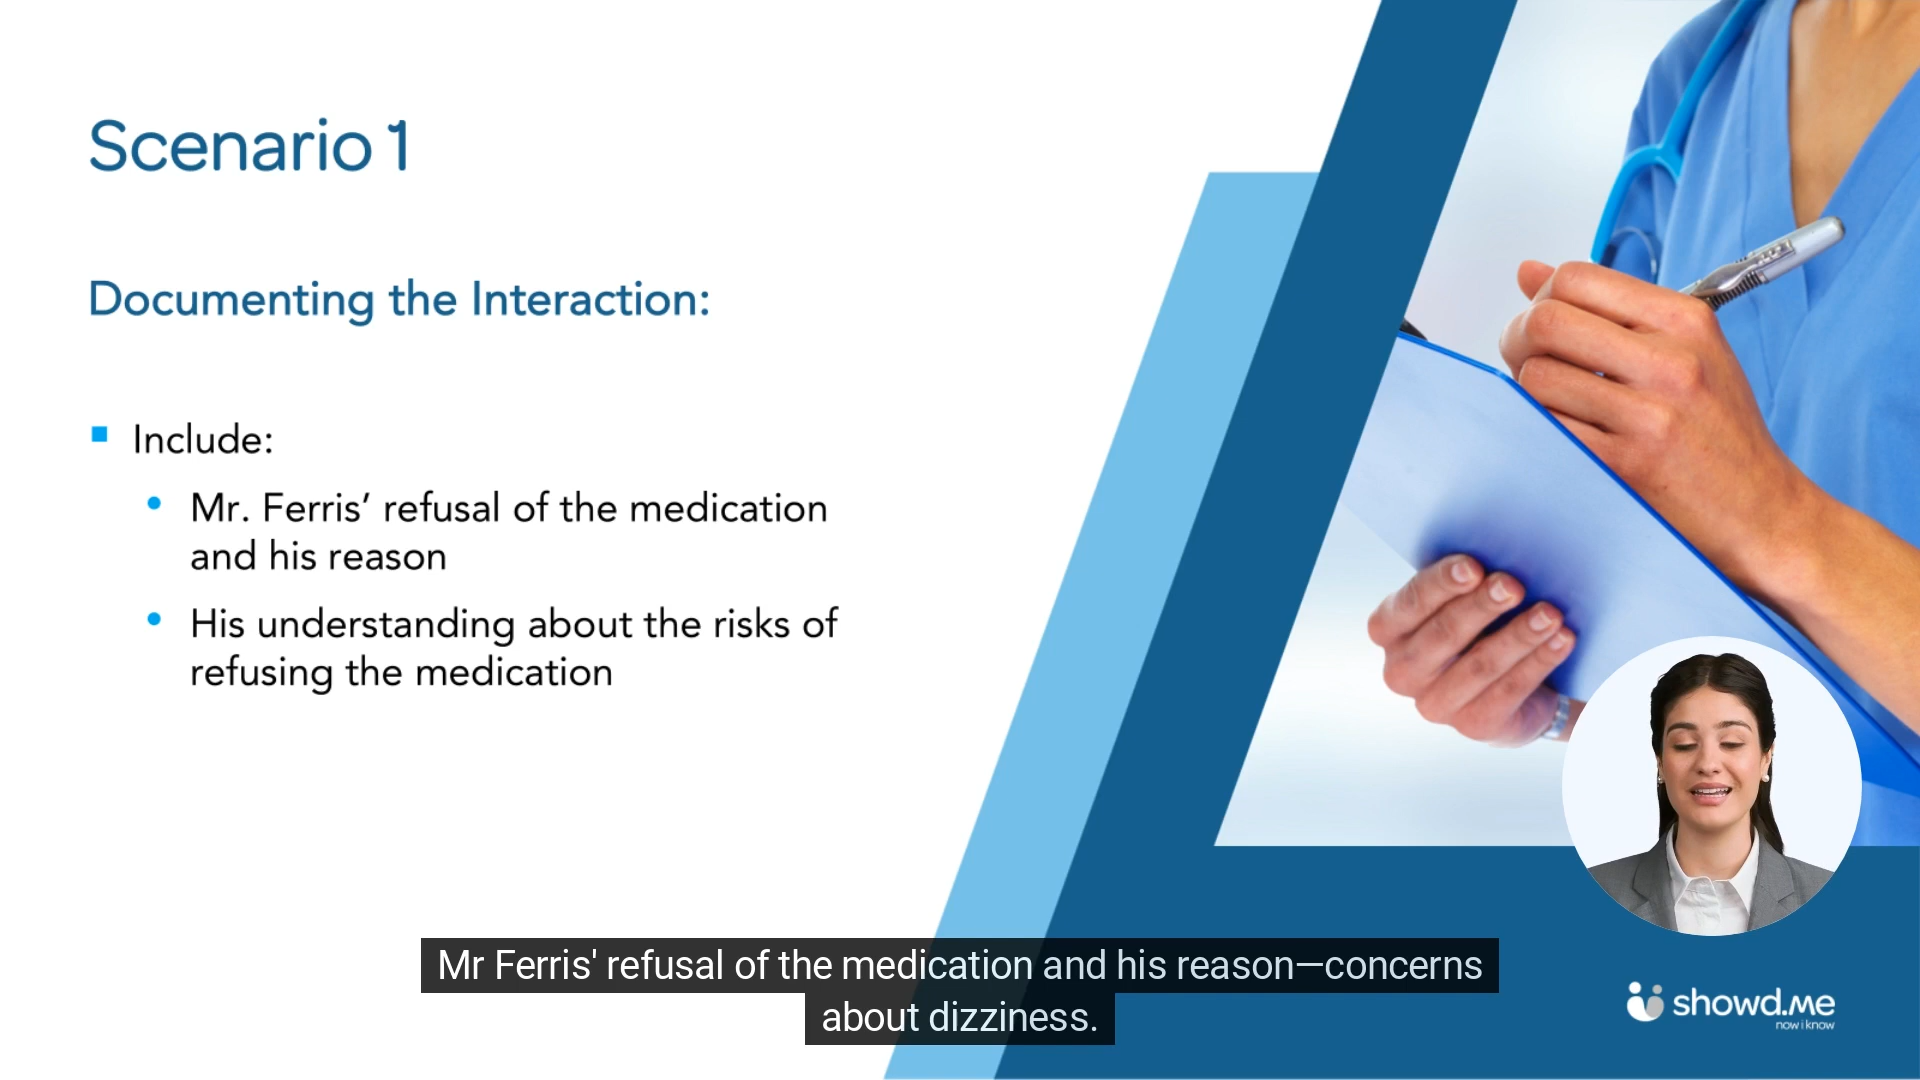 Scenario 1
Documenting the Interaction:
Include:
Mr. Ferris’ refusal of the medication
and his reason
His understanding about the risks of
refusing the medication
Mr Ferris' refusal of the medication and his reason—concerns
about dizziness.
showd.me
now i know